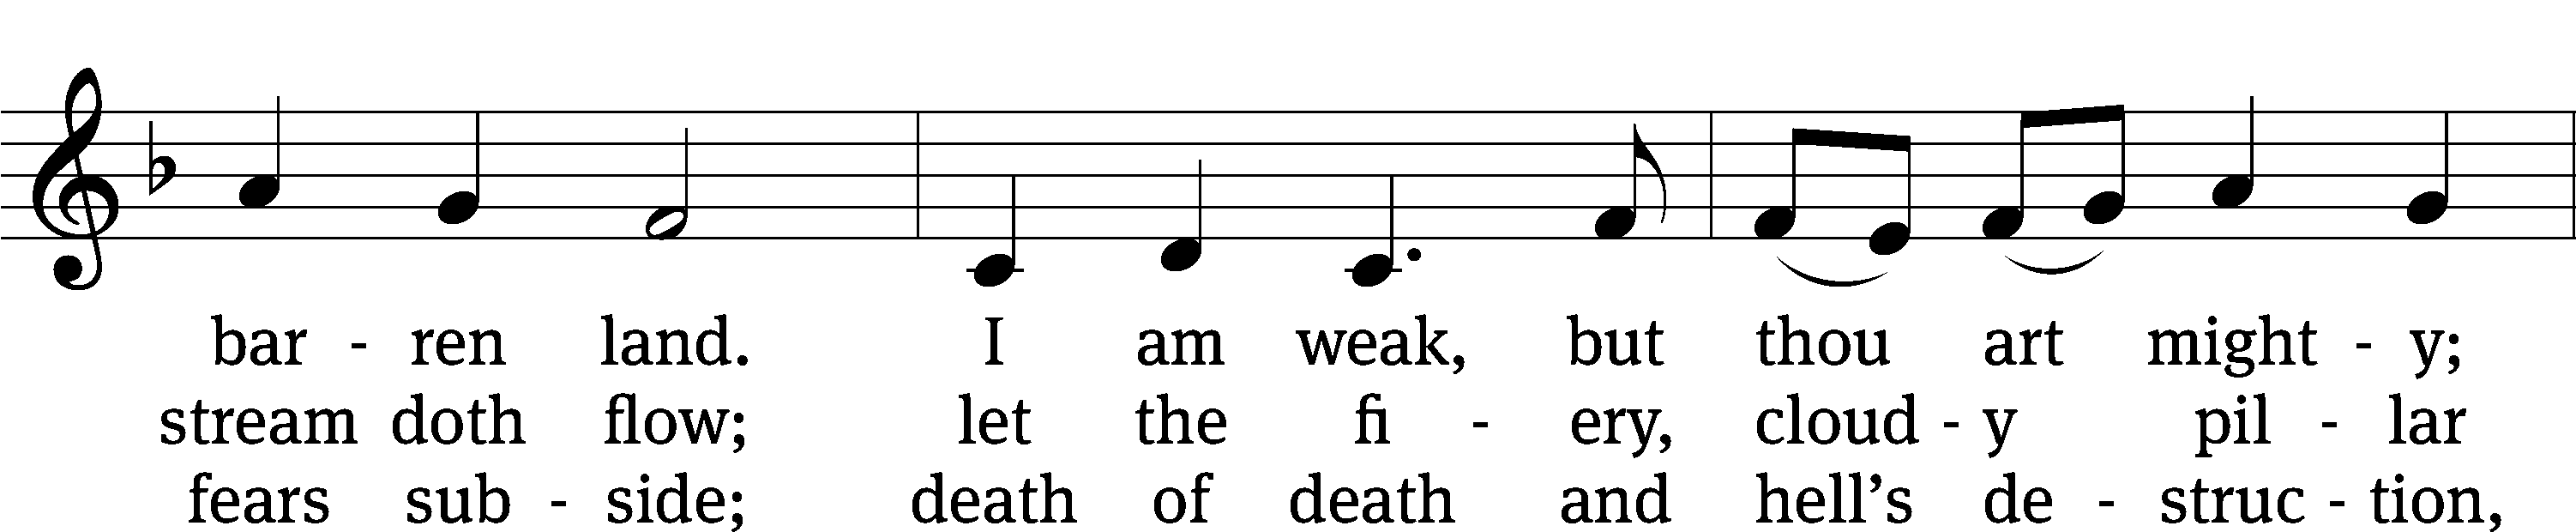 bar - ren land. I am weak, but thou art might - y;
stream doth flow; let the fi - ery, cloud - y pil - lar
fears sub - side; death of death and hell’s de - struc - tion,